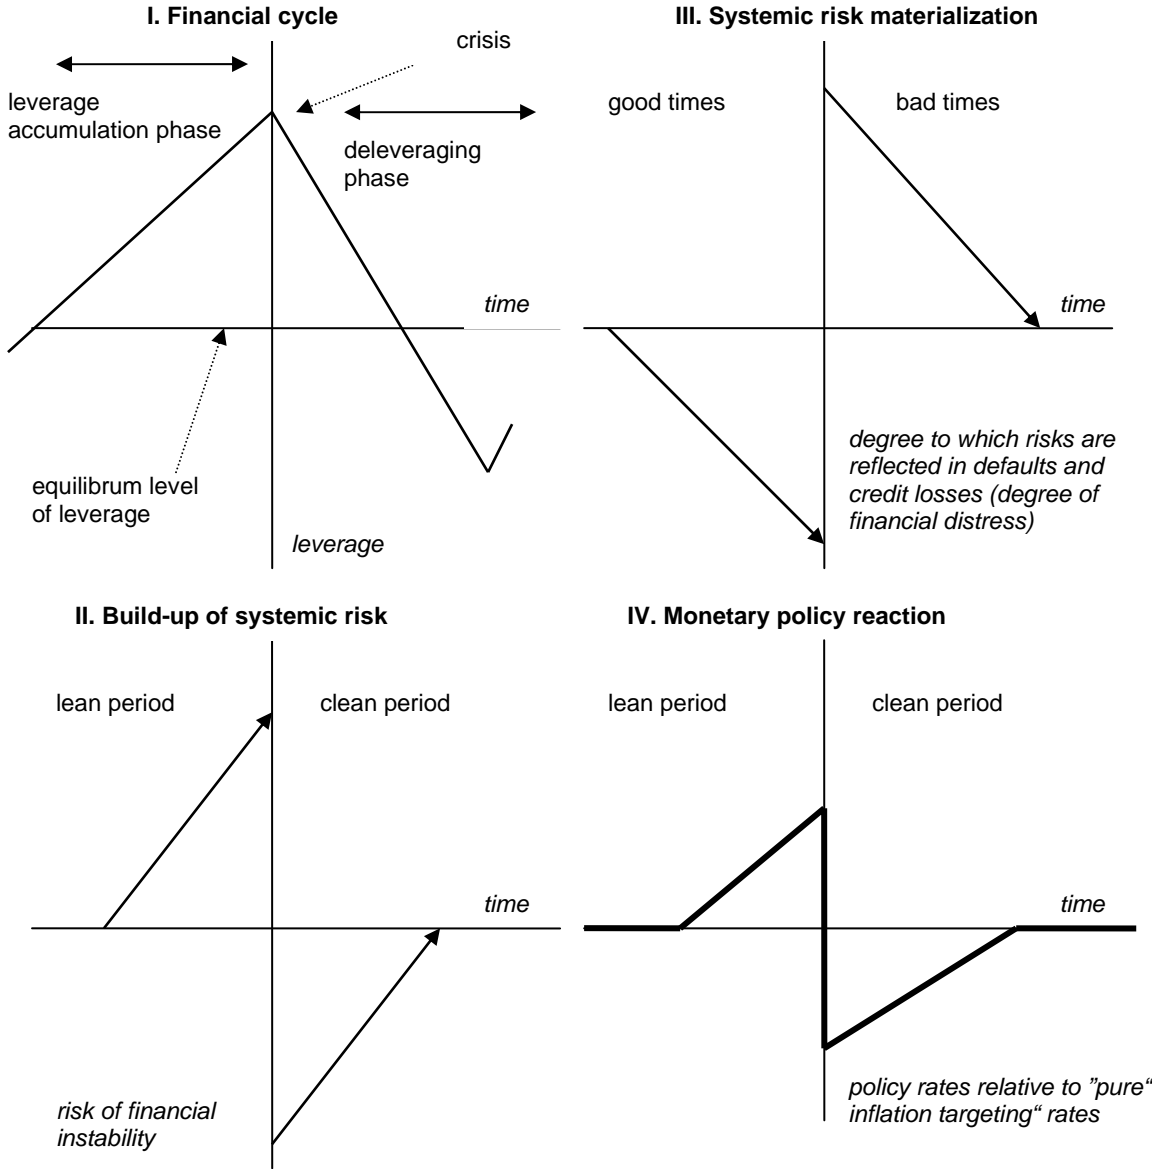 I. Financial cycle
crisis
leverage
accumulation phase
deleveraging
phase
time
equilibrum level
of leverage
leverage
III. Systemic risk materialization
good times
bad times
time
degree to which risks are
reflected in defaults and
credit losses (degree of
financial distress)
II. Build-up of systemic risk
lean period
clean period
time
risk of financial
instability
IV. Monetary policy reaction
lean period
clean period
time
policy rates relative to ”pure“
inflation targeting“ rates